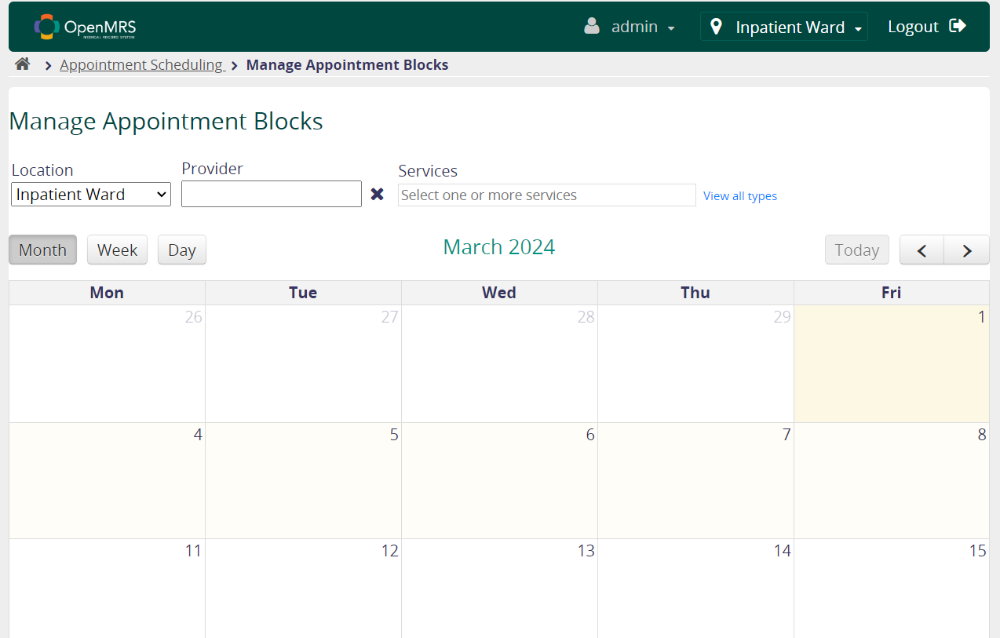 OpenMRS
MEDICAL RECORD SYSTEM
admin
Inpatient Ward
Logout
Appointment Scheduling
Manage Appointment Blocks
Manage Appointment Blocks
Location
Provider
Services
Inpatient Ward
Select one or more services
View all types
Month Week Day
March 2024
Today
Mon Tue Wed Thu Fri
26 27 28 29 1
4 5 6 7 8
11 12 13 14 15